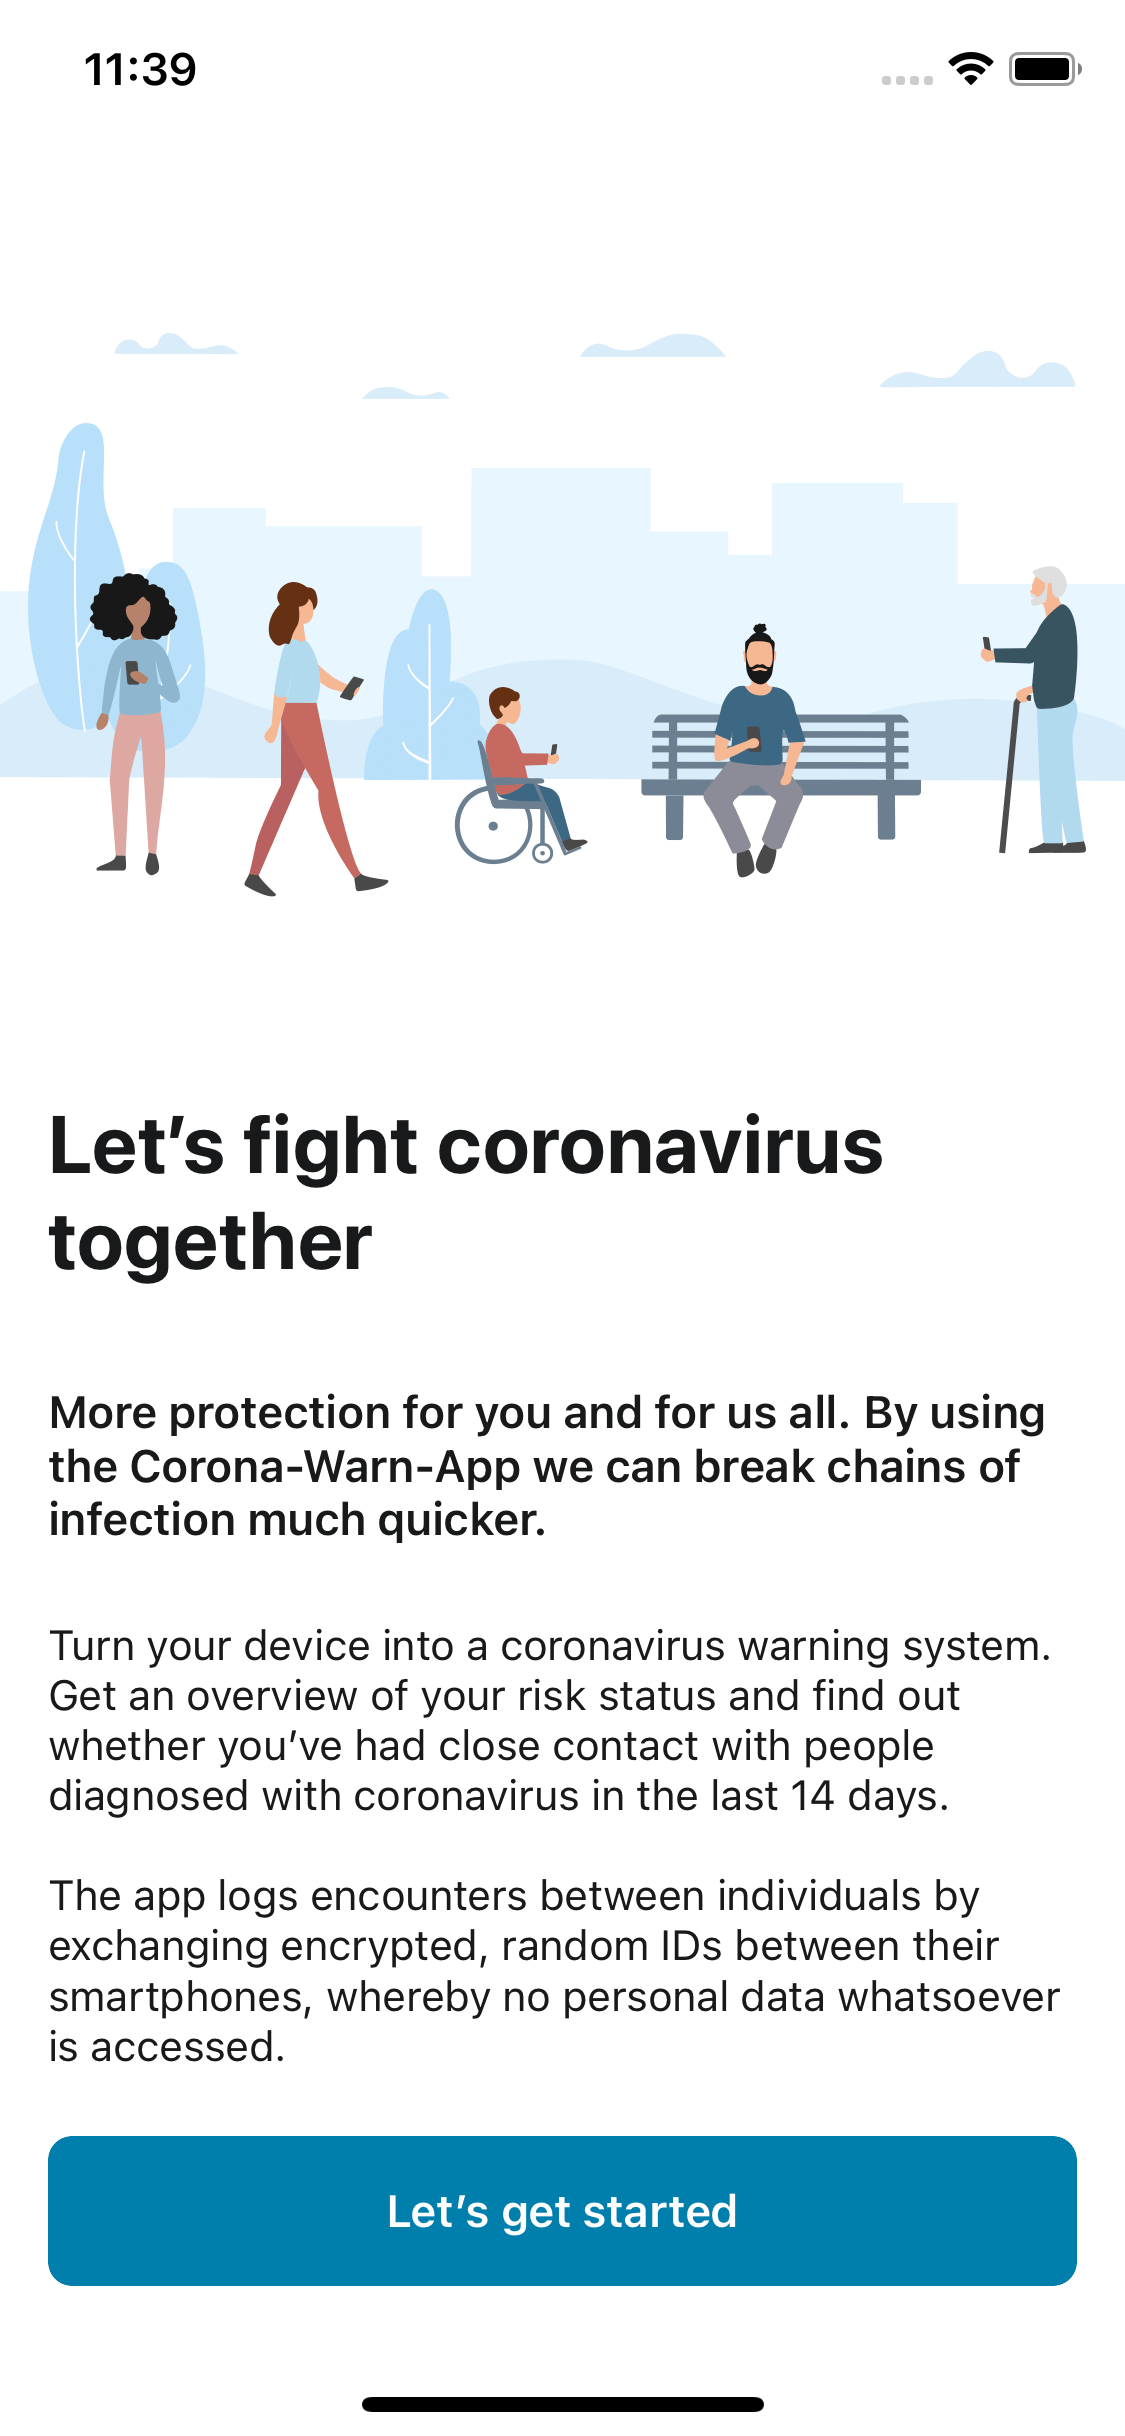 11:39
Let’s fight coronavirus
together
More protection for you and for us all. By using
the Corona-Warn-App we can break chains of
infection much quicker.
Turn your device into a coronavirus warning system.
Get an overview of your risk status and find out
whether you’ve had close contact with people
diagnosed with coronavirus in the last 14 days.
The app logs encounters between individuals by
exchanging encrypted, random IDs between their
smartphones, whereby no personal data whatsoever
is accessed.
Let’s get started